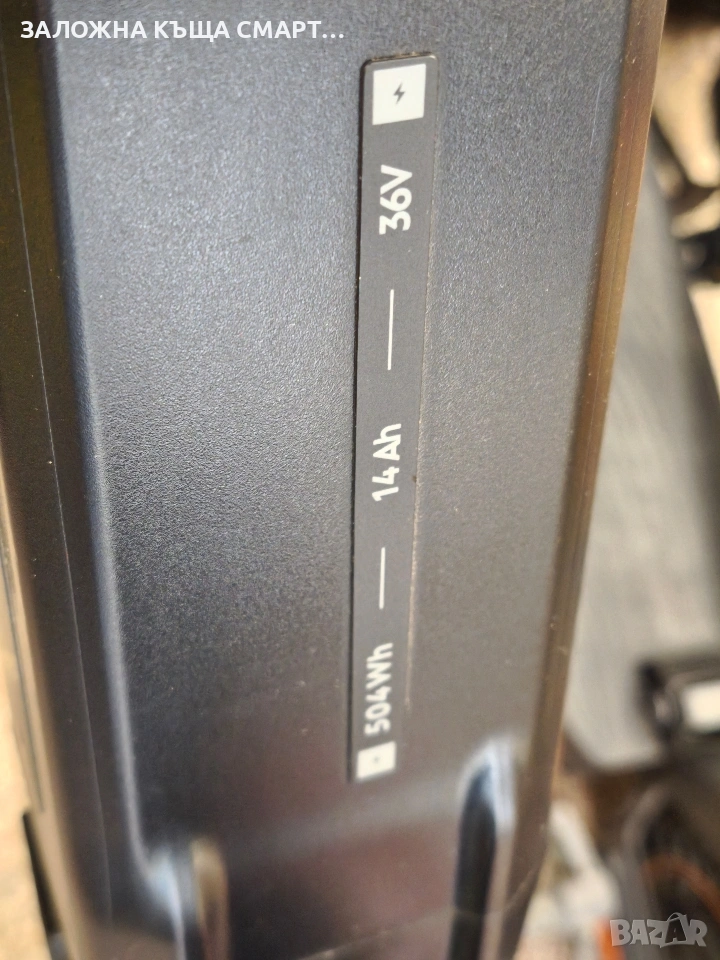 ЗАЛОЖНА КЪЩА СМАРТ...
504Wh — 14Ah — 36V
BAZAR